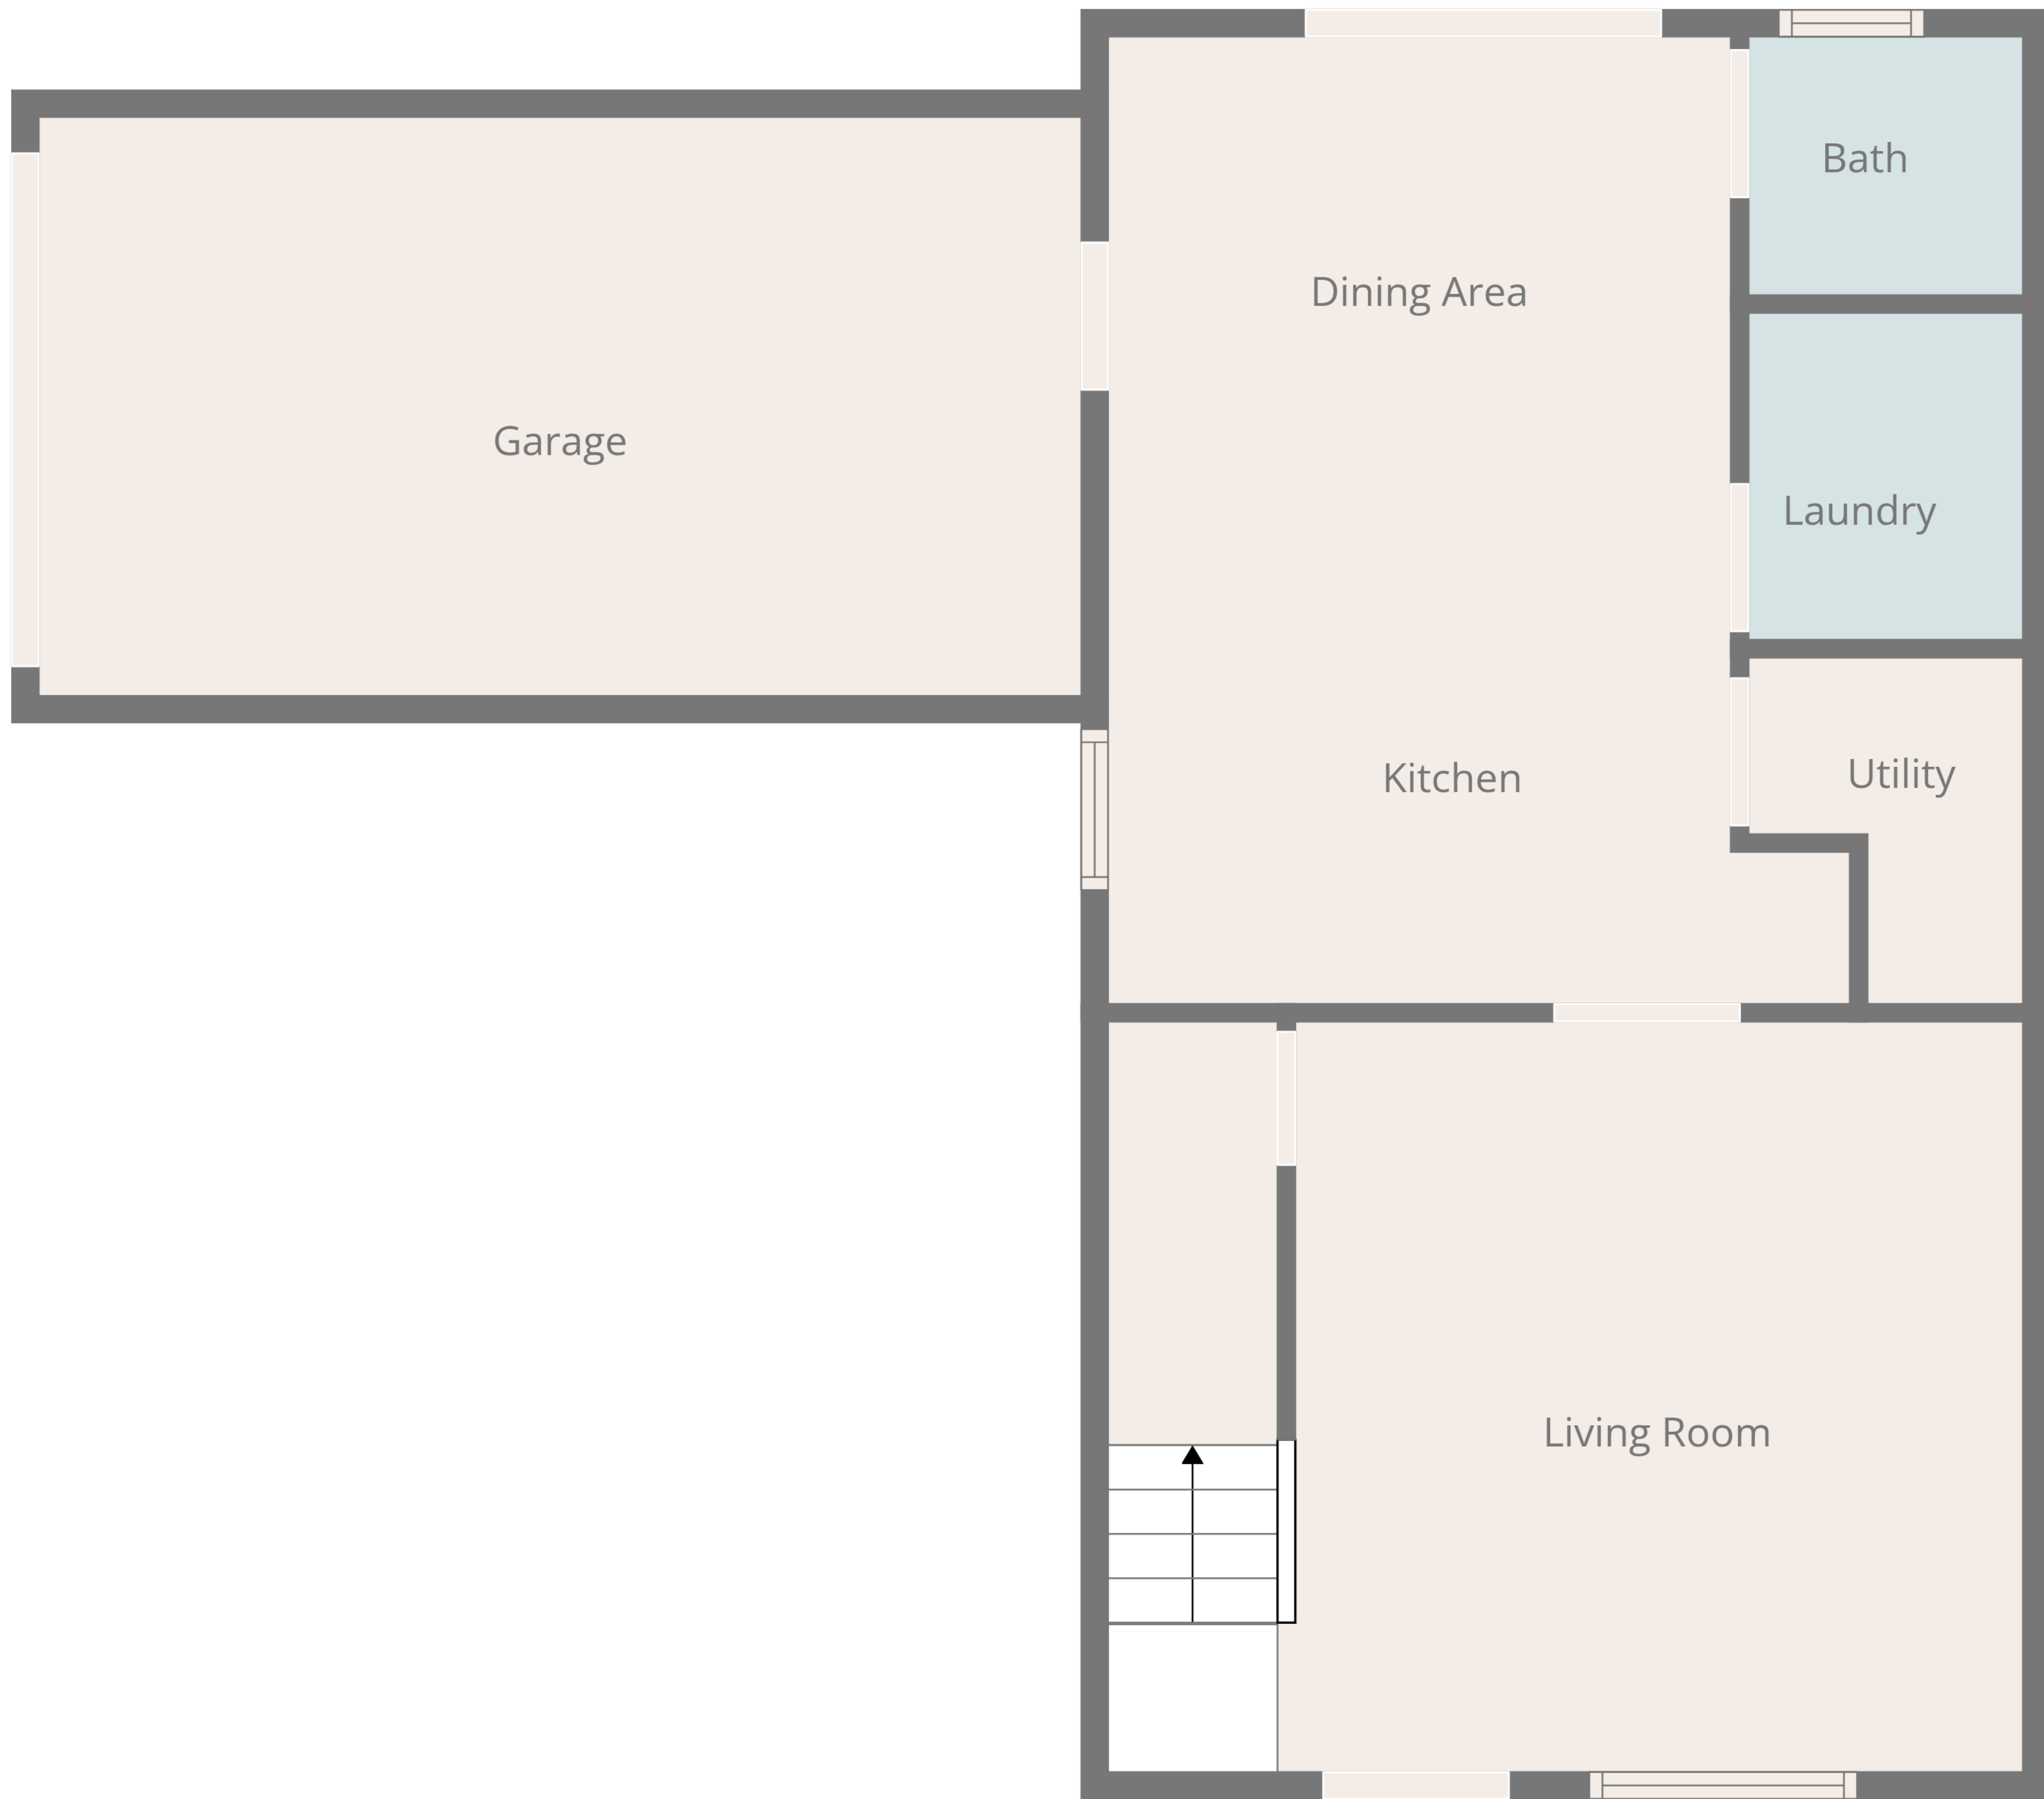 Bath
Dining Area
Garage
Laundry
Kitchen
Utility
Living Room